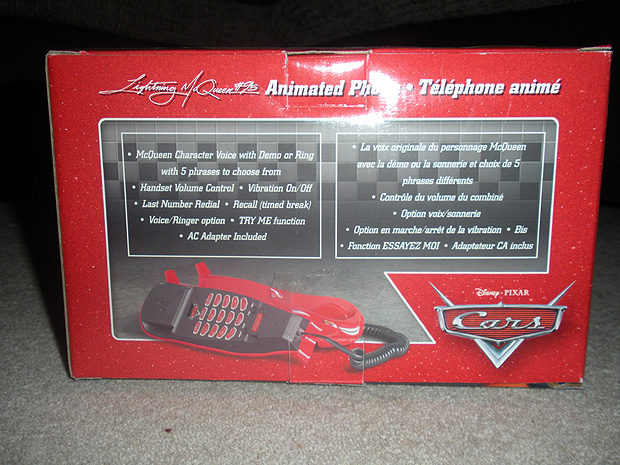 Lightning McQueen #95 Animated Phone • Téléphone animé
• McQueen Character Voice with Demo or Ring
with 5 phrases to choose from
• Handset Volume Control • Vibration On/Off
• Last Number Redial • Recall (timed break)
• Voice/Ringer option • TRY ME function
• AC Adapter Included
• La voix originale du personnage McQueen
avec la démo ou la sonnerie et choix de 5
phrases différents
• Contrôle du volume du combiné
• Option voix/sonnerie
• Option en marche/arrêt de la vibration • Bis
• Fonction ESSAYEZ MOI • Adaptateur CA inclus
Disney • PIXAR
Cars